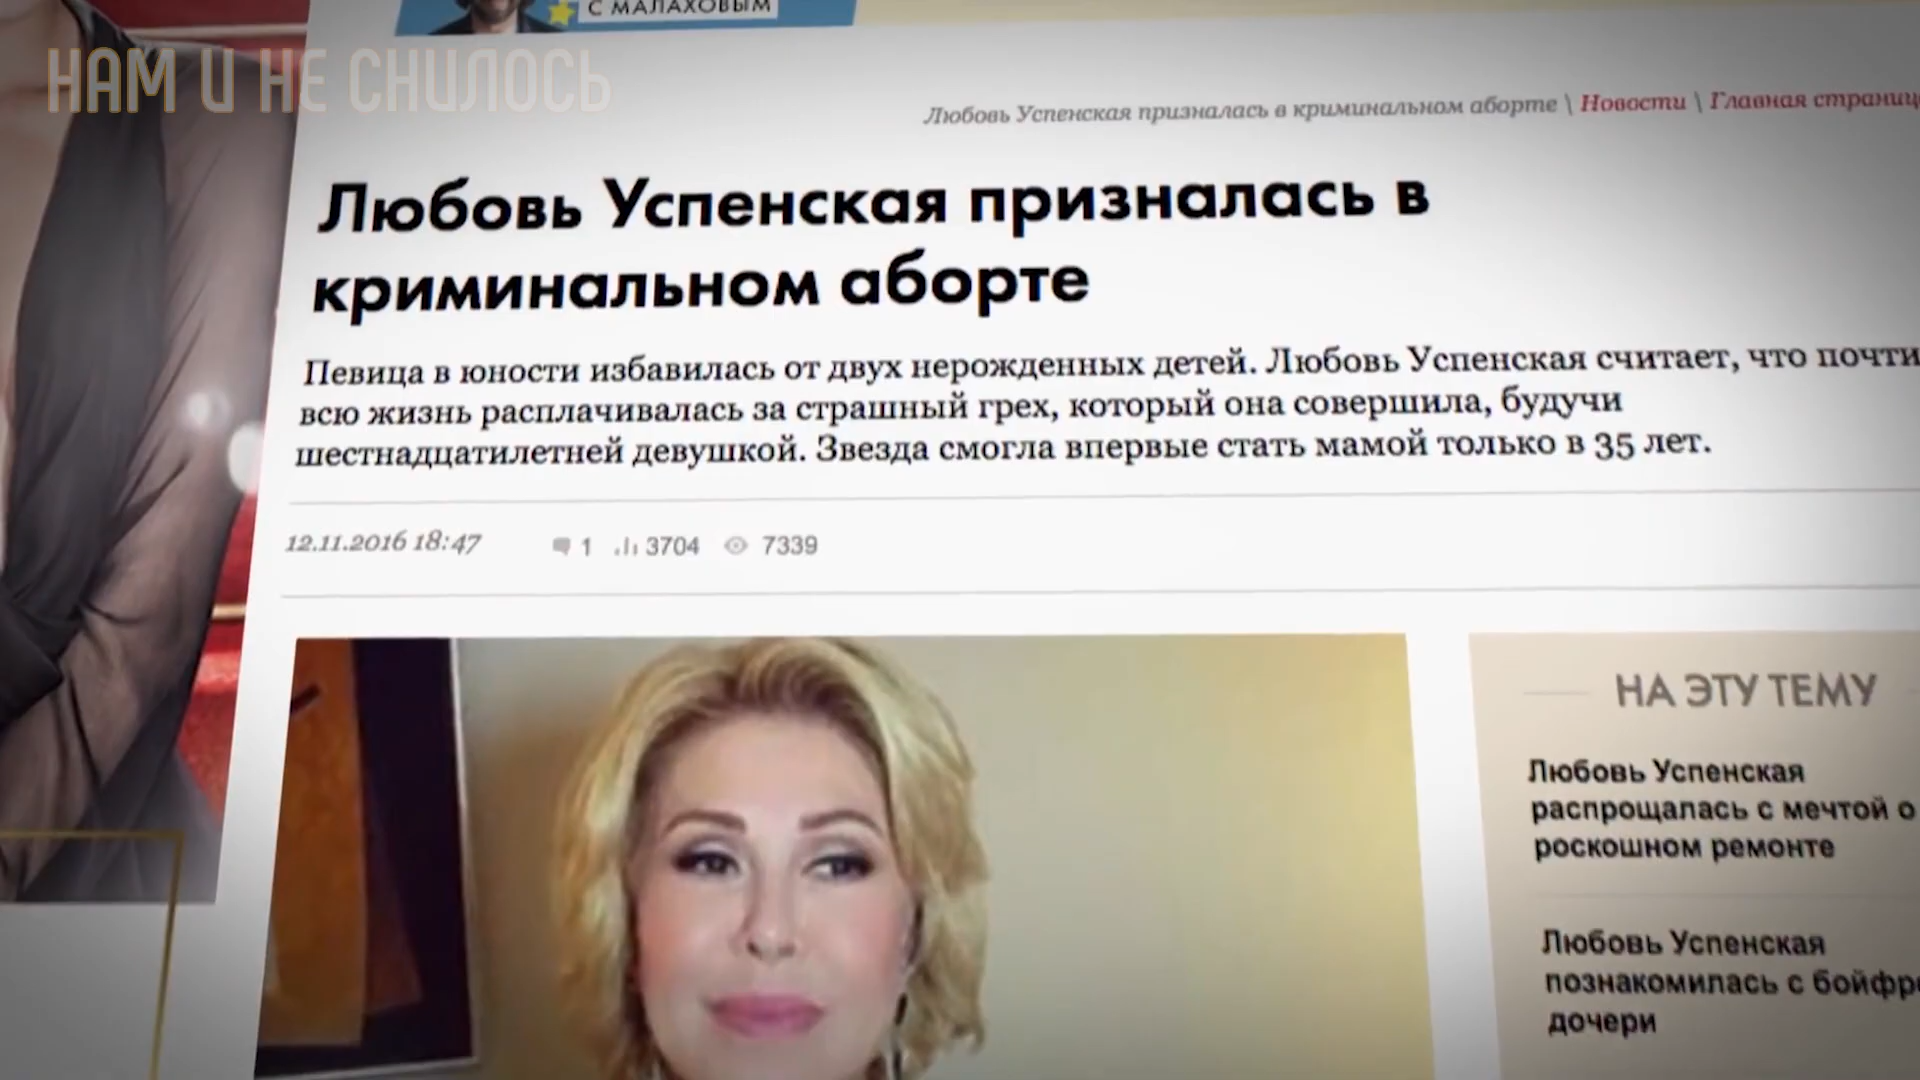 С МАЛАХОВЫМ
НАМ И НЕ СНИЛОСЬ
Любовь Успенская призналась в криминальном аборте \ Новости \ Главная
Любовь Успенская призналась в
криминальном аборте
Певица в юности избавилась от двух нерожденных детей. Любовь Успенская считает, что почти
всю жизнь расплачивалась за страшный грех, который она совершила, будучи
шестнадцатилетней девушкой. Звезда смогла впервые стать мамой только в 35 лет.
12.11.2016 18:47 1 3704 7339
НА ЭТУ ТЕМУ
Любовь Успенская
распрощалась с мечтой о
роскошном ремонте
Любовь Успенская
познакомилась с
дочери